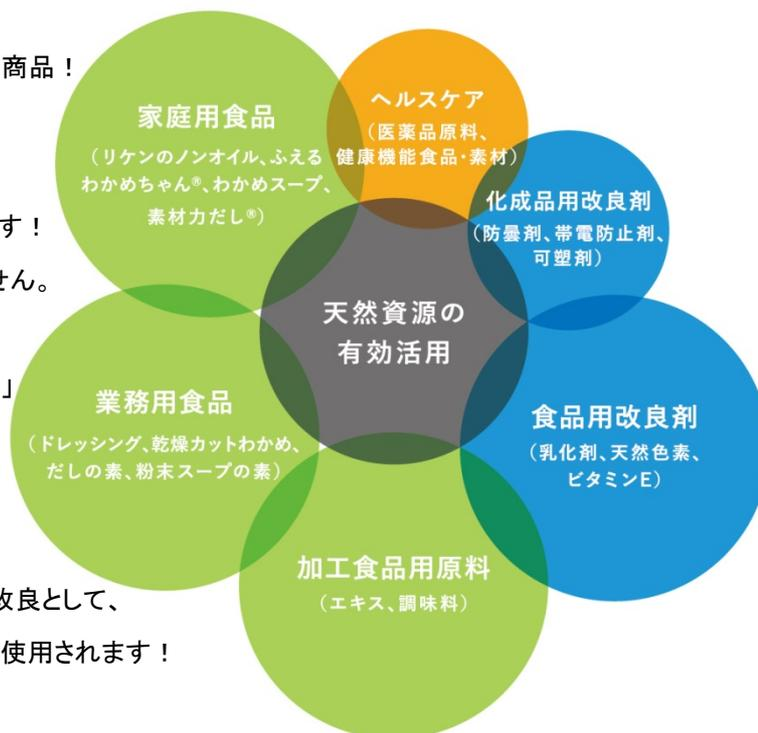 商品！
す！
せん。
」
改良として、
使用されます！
家庭用食品
（リケンのノンオイル、ふえる
わかめちゃん®、わかめスープ、
素材力だし®）
ヘルスケア
（医薬品原料、
健康機能食品・素材）
化成品用改良剤
（防曇剤、帯電防止剤、
可塑剤）
天然資源の
有効活用
業務用食品
（ドレッシング、乾燥カットわかめ、
だしの素、粉末スープの素）
食品用改良剤
（乳化剤、天然色素、
ビタミンE）
加工食品用原料
（エキス、調味料）